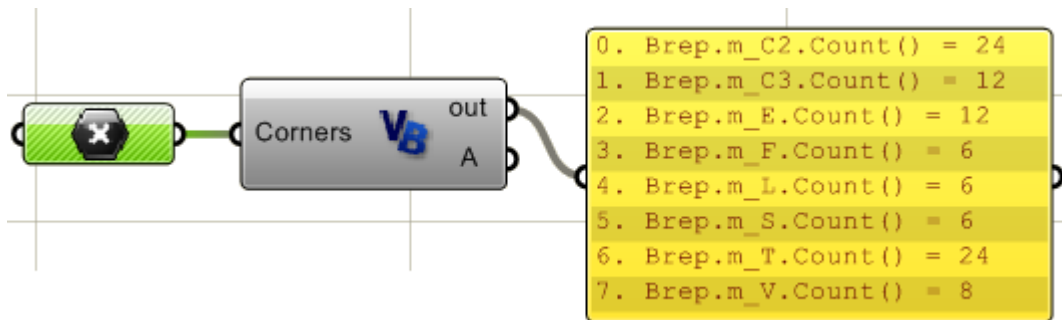 Corners
VB
out
A
0. Brep.m_C2.Count() = 24
1. Brep.m_C3.Count() = 12
2. Brep.m_E.Count() = 12
3. Brep.m_F.Count() = 6
4. Brep.m_L.Count() = 6
5. Brep.m_S.Count() = 6
6. Brep.m_T.Count() = 24
7. Brep.m_V.Count() = 8